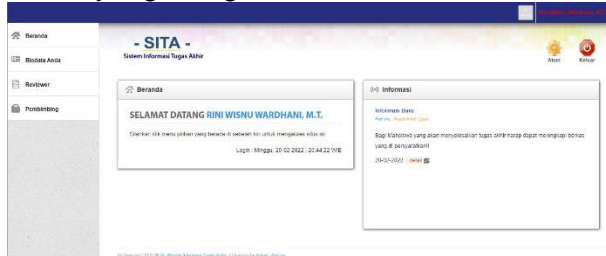 Beranda
Biodata Anda
Reviewer
Pembimbing
- SITA -
Sistem Informasi Tugas Akhir
Akun
Keluar
Beranda
SELAMAT DATANG RINI WISNU WARDHANI, M.T.
Silahkan klik menu pilihan yang berada di sebelah kiri untuk mengakses situs ini
Login : Minggu, 20-02-2022 | 20:44:22 WIB
Informasi
Informasi Baru
Bagi Mahasiswa yang akan menyelesaikan tugas akhir harap dapat melengkapi berkas
yang di persyaratkan!!
20-02-2022 | detail